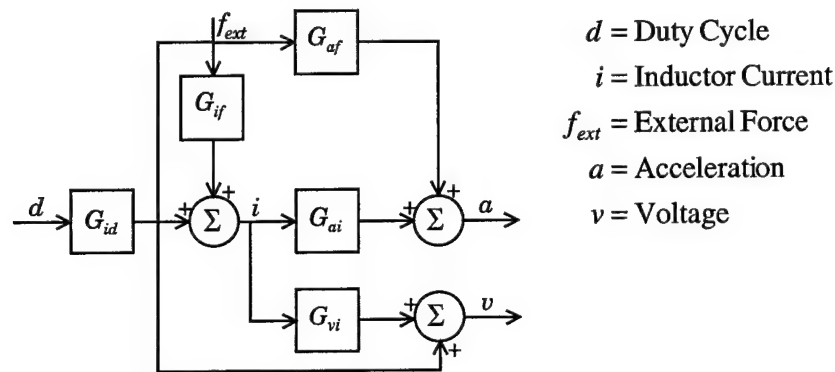 f_ext
G_af
G_if
+
d
G_id
+
Σ
i
G_ai
+
+
Σ
a
G_vi
+
Σ
v
+
d = Duty Cycle
i = Inductor Current
f_ext = External Force
a = Acceleration
v = Voltage